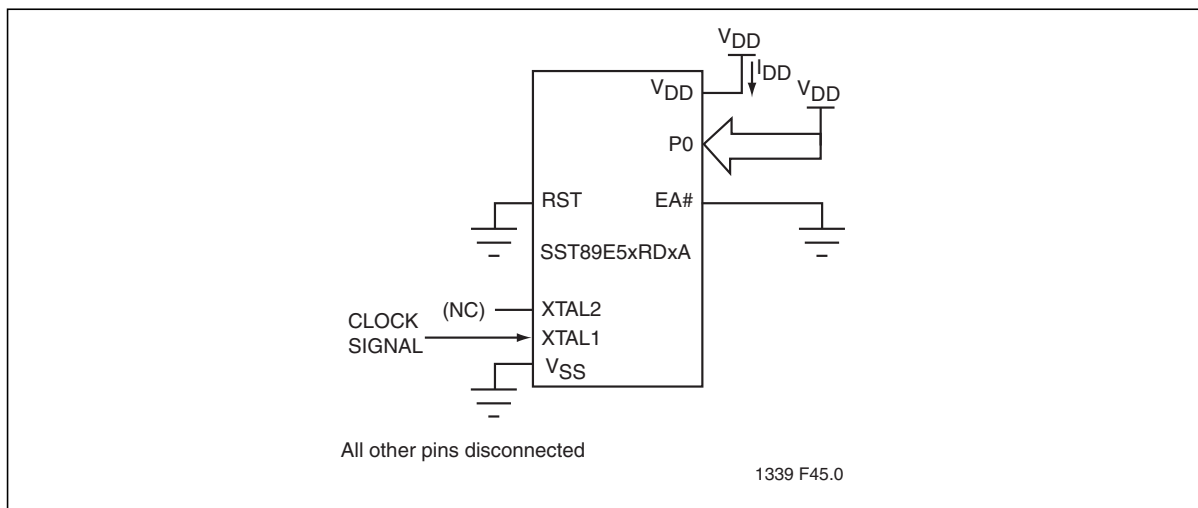 VDD
IDD
VDD
VDD
P0
RST
EA#
SST89E5xRDxA
(NC)
XTAL2
CLOCK
SIGNAL
XTAL1
VSS
All other pins disconnected
1339 F45.0